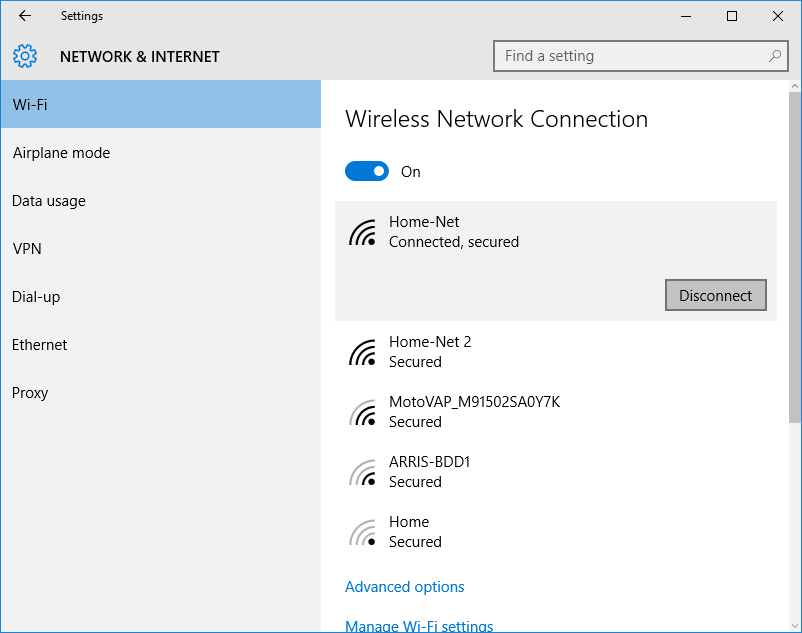 Settings
NETWORK & INTERNET
Find a setting
Wi-Fi
Airplane mode
Data usage
VPN
Dial-up
Ethernet
Proxy
Wireless Network Connection
On
Home-Net
Connected, secured
Disconnect
Home-Net 2
Secured
MotoVAP_M91502SA0Y7K
Secured
ARRIS-BDD1
Secured
Home
Secured
Advanced options
Manage Wi-Fi settings